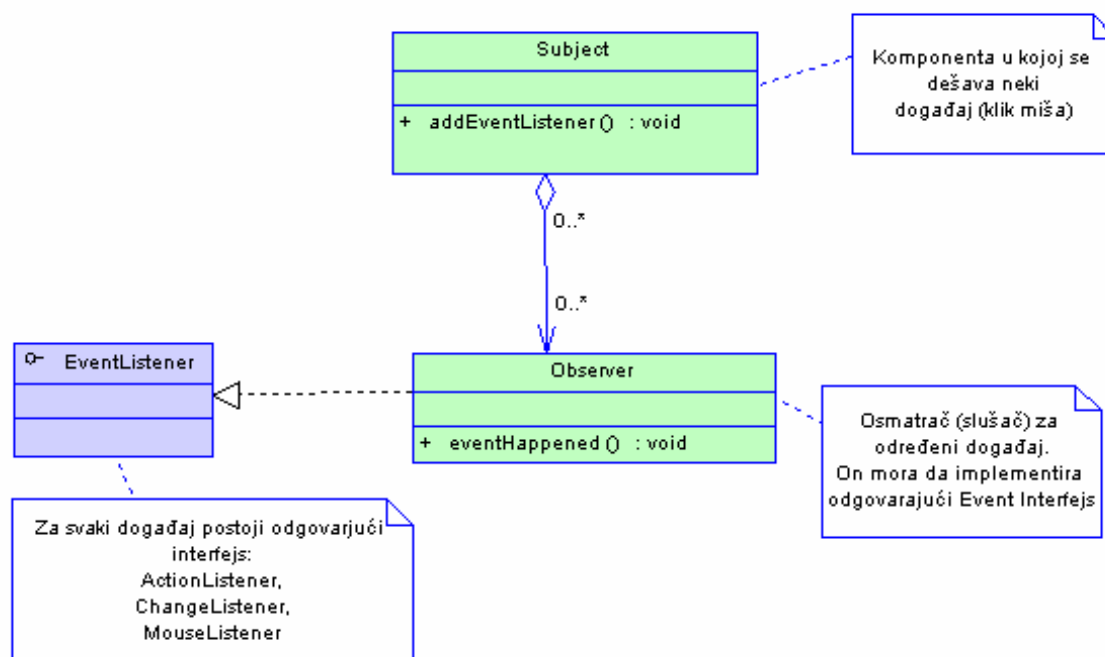 Subject
+ addEventListener () : void
Komponenta u kojoj se
dešava neki
događaj (klik miša)
0..*
0..*
EventListener
Observer
+ eventHappened () : void
Osmatrač (slušač) za
određeni događaj.
On mora da implementira
odgovarajući Event Interfejs
Za svaki događaj postoji odgovarjući
interfejs:
ActionListener,
ChangeListener,
MouseListener